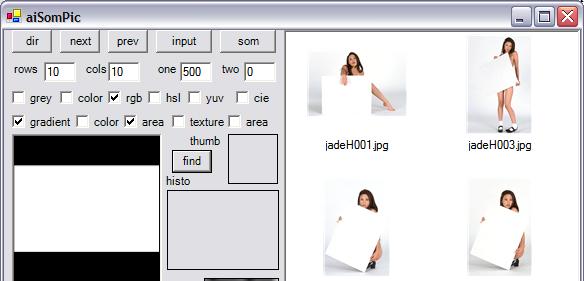 aiSomPic
dir next prev input som
rows 10 cols 10 one 500 two 0
grey color rgb hsl yuv cie
gradient color area texture area
thumb
find
histo
jadeH001.jpg jadeH003.jpg